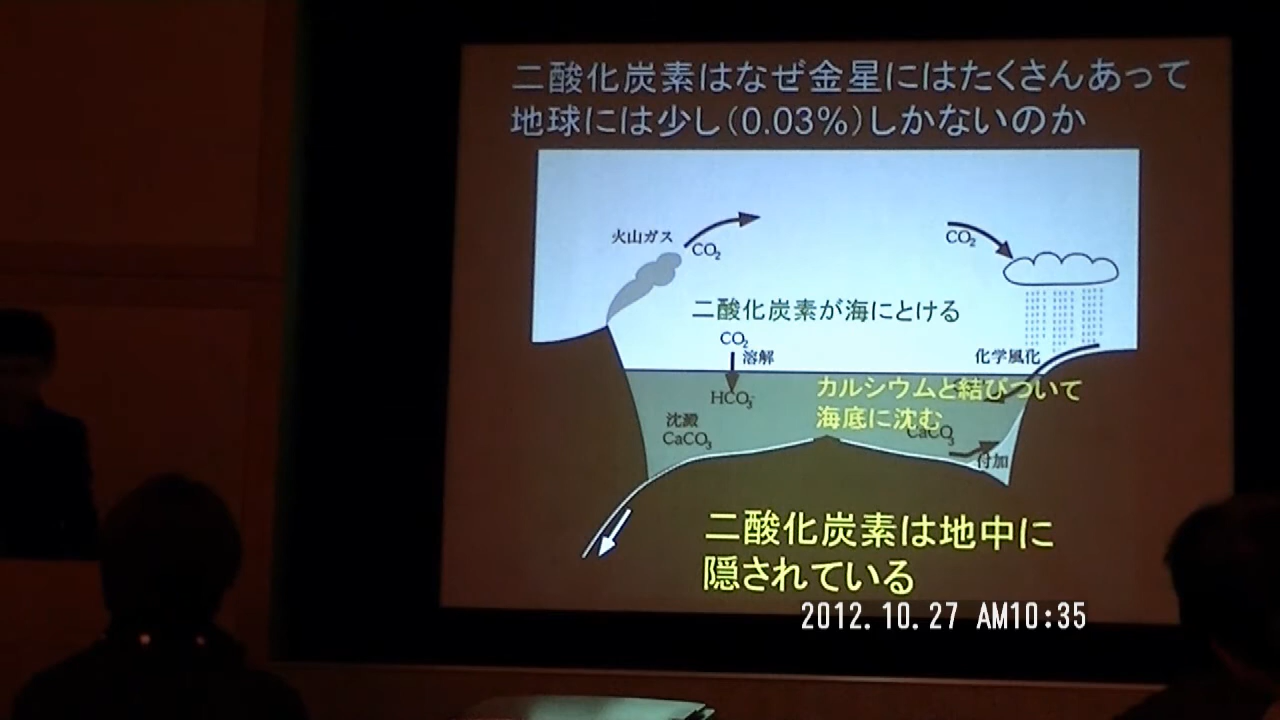 二酸化炭素はなぜ金星にはたくさんあって
地球には少し(0.03%)しかないのか
火山ガス
CO₂
CO₂
二酸化炭素が海にとける
CO₂
溶解
化学風化
HCO₃⁻
カルシウムと結びついて
海底に沈む
沈澱
CaCO₃
CaCO₃
付加
二酸化炭素は地中に
隠されている
2012.10.27 AM10:35